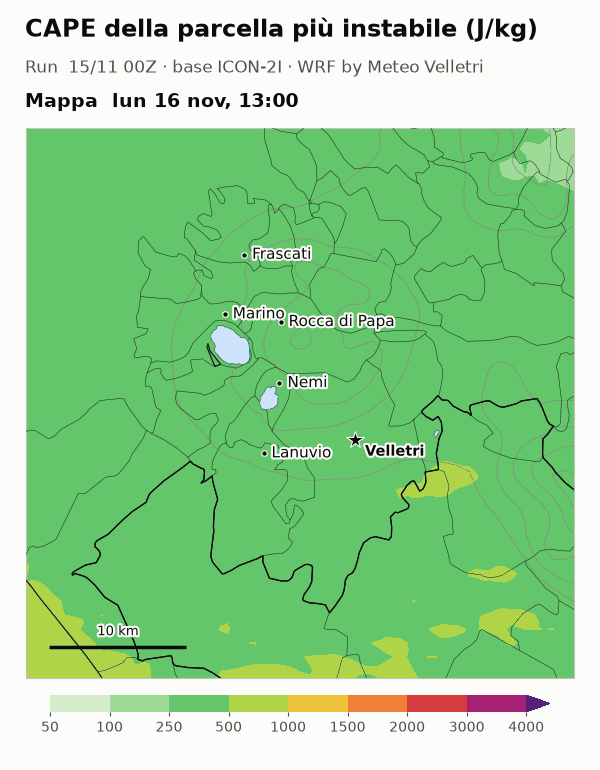 CAPE della parcella più instabile (J/kg)
Run  15/11 00Z · base ICON-2I · WRF by Meteo Velletri
Mappa  lun 16 nov, 13:00
Frascati
Marino
Rocca di Papa
Nemi
Velletri
Lanuvio
10 km
50 100 250 500 1000 1500 2000 3000 4000